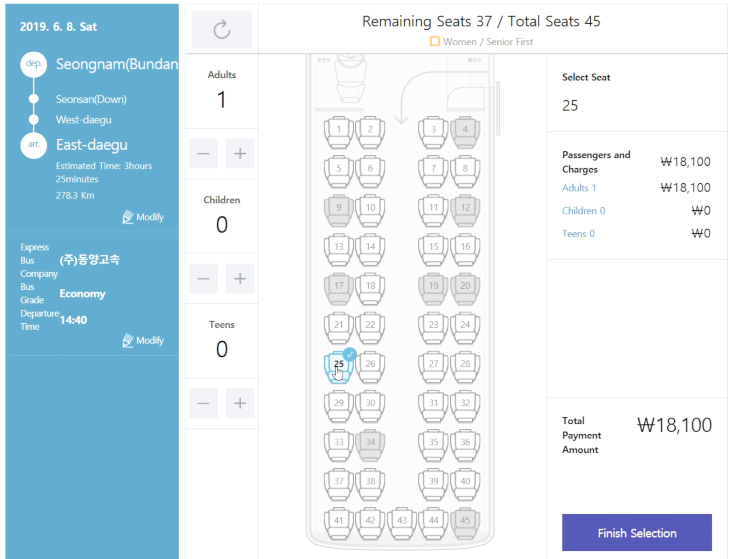 2019. 6. 8. Sat
dep. Seongnam(Bundan
Seonsan(Down)
West-daegu
arr. East-daegu
Estimated Time: 3hours
25minutes
278.3 Km
Modify
Express
Bus
Company
(주)동양고속
Bus
Grade
Economy
Departure
Time
14:40
Modify
Adults
1
Children
0
Teens
0
Remaining Seats 37 / Total Seats 45
Women / Senior First
1 2 3 4
5 6 7 8
9 10 11 12
13 14 15 16
17 18 19 20
21 22 23 24
25 26 27 28
29 30 31 32
33 34 35 36
37 38 39 40
41 42 43 44 45
Select Seat
25
Passengers and
Charges
₩18,100
Adults 1 ₩18,100
Children 0 ₩0
Teens 0 ₩0
Total
Payment
Amount
₩18,100
Finish Selection